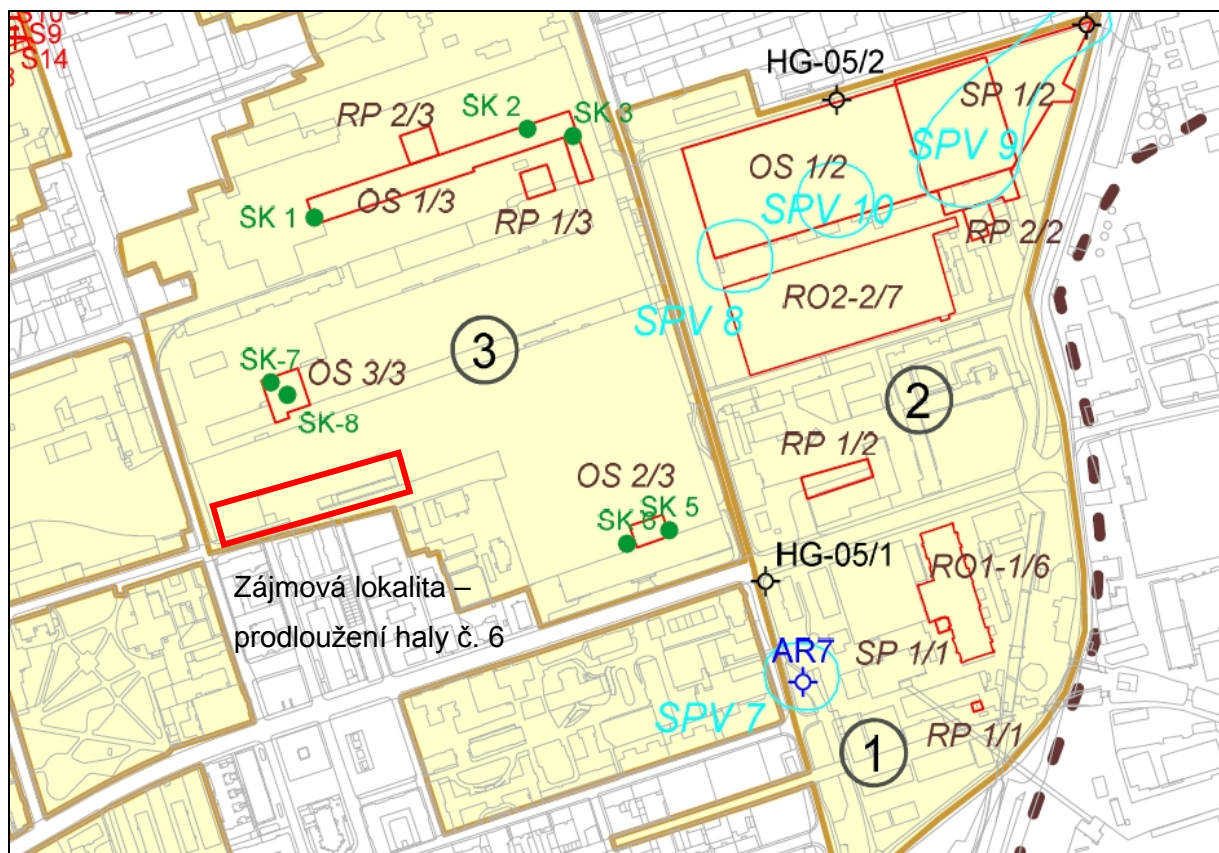 S9
S14
HG-05/2
RP 2/3
SK 2
SK 3
SP 1/2
SPV 9
OS 1/2
SPV 10
SK 1
OS 1/3
RP 1/3
RP 2/2
RO2-2/7
SPV 8
3
SK-7
OS 3/3
SK-8
2
RP 1/2
OS 2/3
SK 6
SK 5
HG-05/1
RO1-1/6
Zájmová lokalita –
prodloužení haly č. 6
SP 1/1
AR7
SPV 7
RP 1/1
1